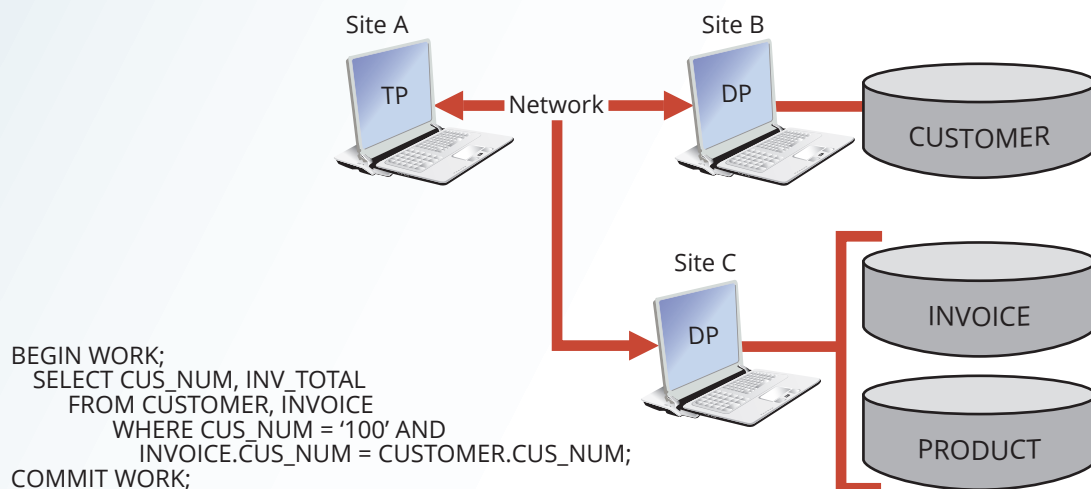 Site A
Site B
TP
Network
DP
CUSTOMER
Site C
DP
INVOICE
PRODUCT
BEGIN WORK;
SELECT CUS_NUM, INV_TOTAL
FROM CUSTOMER, INVOICE
WHERE CUS_NUM = ‘100’ AND
INVOICE.CUS_NUM = CUSTOMER.CUS_NUM;
COMMIT WORK;